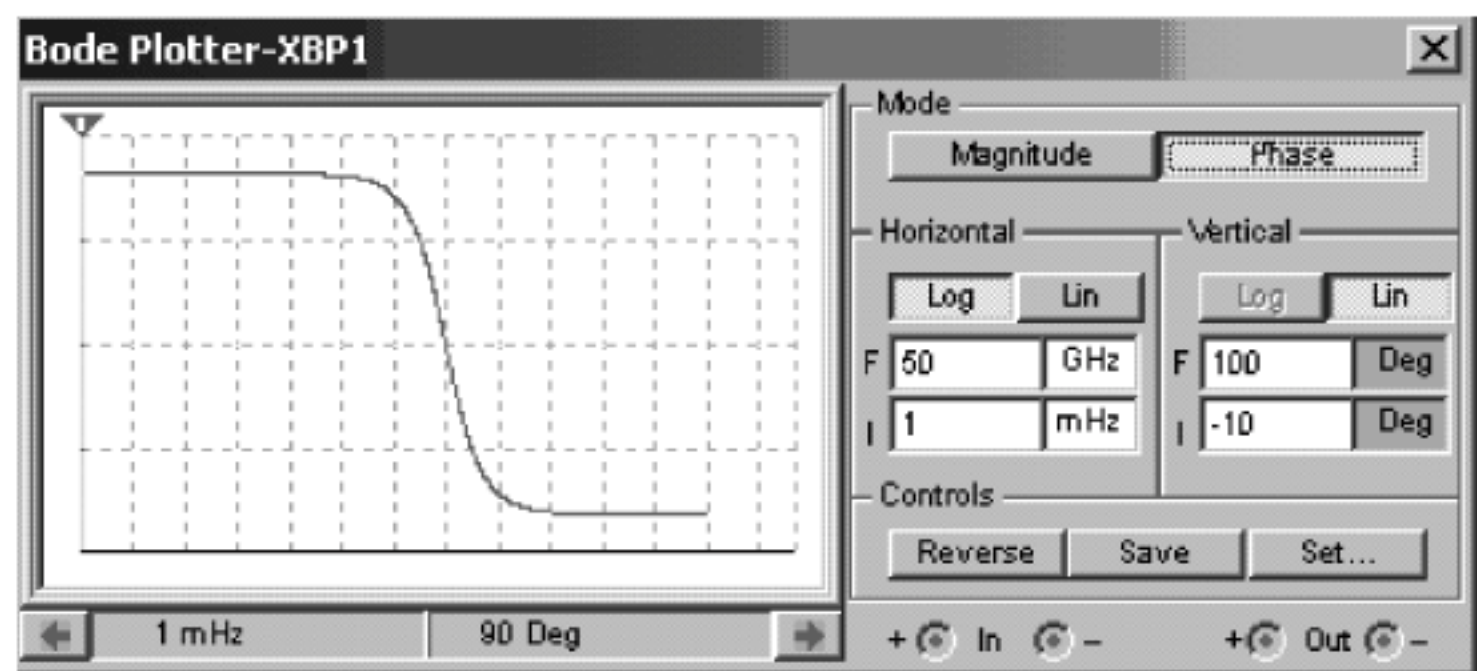 Bode Plotter-XBP1
Mode
Magnitude Phase
Horizontal Vertical
Log Lin Log Lin
F 50 GHz F 100 Deg
I 1 mHz I -10 Deg
Controls
Reverse Save Set...
1 mHz 90 Deg + In - + Out -